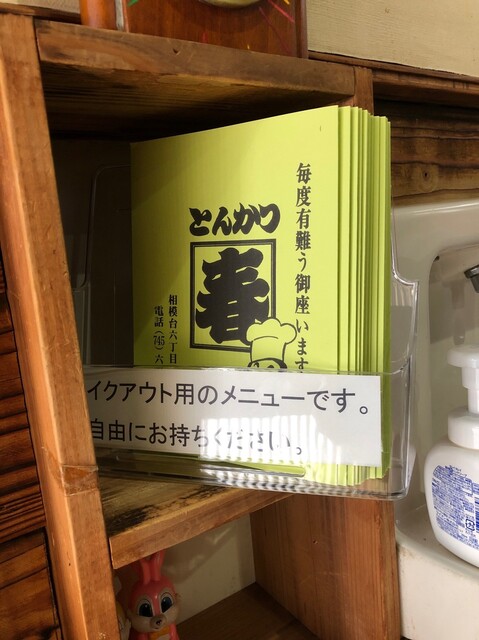 毎度有難う御座います
とんかつ
春
相模台六丁目
電話(745)六
イクアウト用のメニューです。
自由にお持ちください。